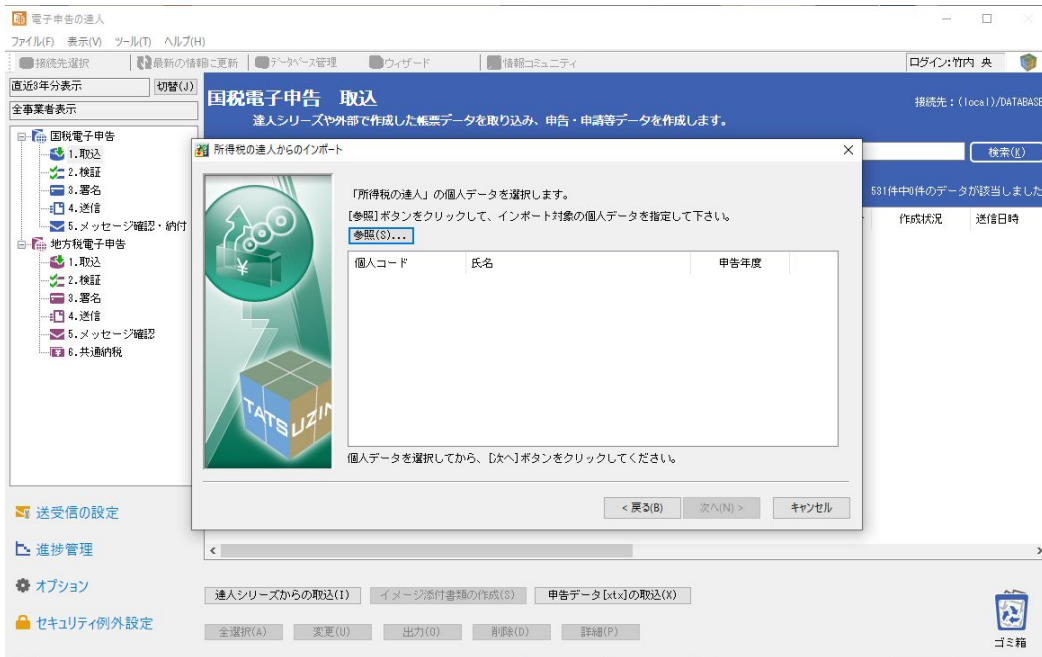 電子申告の達人
ファイル(F) 表示(V) ツール(T) ヘルプ(H)
接続先選択 最新の情報に更新 データベース管理 ウィザード 情報コミュニティ ログイン:竹内 央
直近3年分表示 切替(J)
全事業者表示
国税電子申告 取込
接続先:(local)/DATABASE
達人シリーズや外部で作成した帳票データを取り込み、申告・申請等データを作成します。
検索(K)
531件中0件のデータが該当しました
作成状況 送信日時
国税電子申告
1.取込
2.検証
3.署名
4.送信
5.メッセージ確認・納付
地方税電子申告
1.取込
2.検証
3.署名
4.送信
5.メッセージ確認
6.共通納税
所得税の達人からのインポート
「所得税の達人」の個人データを選択します。
[参照]ボタンをクリックして、インポート対象の個人データを指定して下さい。
参照(S)...
個人コード 氏名 申告年度
TATSUZIN
個人データを選択してから、[次へ]ボタンをクリックしてください。
< 戻る(B) 次へ(N) > キャンセル
送受信の設定
進捗管理
オプション
セキュリティ例外設定
達人シリーズからの取込(I) イメージ添付書類の作成(S) 申告データ[xtx]の取込(X)
全選択(A) 変更(U) 出力(O) 削除(D) 詳細(P)
ゴミ箱